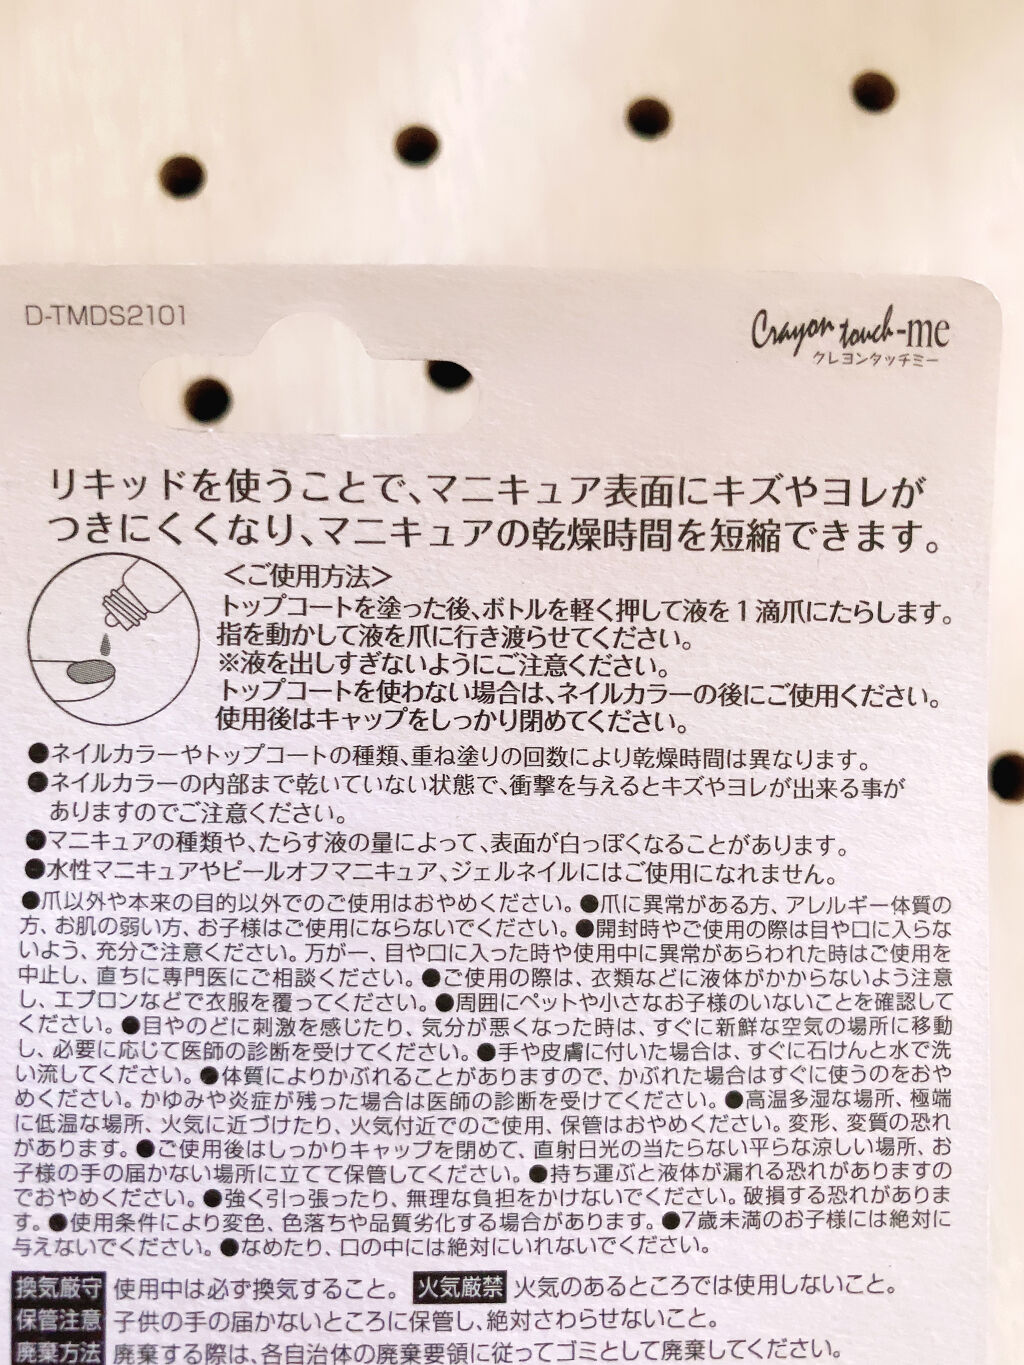 D-TMDS2101
Crayon touch-me
クレヨンタッチミー
リキッドを使うことで、マニキュア表面にキズやヨレが
つきにくくなり、マニキュアの乾燥時間を短縮できます。
＜ご使用方法＞
トップコートを塗った後、ボトルを軽く押して液を1滴爪にたらします。
指を動かして液を爪に行き渡らせてください。
※液を出しすぎないようにご注意ください。
トップコートを使わない場合は、ネイルカラーの後にご使用ください。
使用後はキャップをしっかり閉めてください。
●ネイルカラーやトップコートの種類、重ね塗りの回数により乾燥時間は異なります。
●ネイルカラーの内部まで乾いていない状態で、衝撃を与えるとキズやヨレが出来る事が
ありますのでご注意ください。
●マニキュアの種類や、たらす液の量によって、表面が白っぽくなることがあります。
●水性マニキュアやピールオフマニキュア、ジェルネイルにはご使用になれません。
●爪以外や本来の目的以外でのご使用はおやめください。●爪に異常がある方、アレルギー体質の
方、お肌の弱い方、お子様はご使用にならないでください。●開封時やご使用の際は目や口に入らな
いよう、充分ご注意ください。万が一、目や口に入った時や使用中に異常があらわれた時はご使用を
中止し、直ちに専門医にご相談ください。●ご使用の際は、衣類などに液体がかからないよう注意
し、エプロンなどで衣服を覆ってください。●周囲にペットや小さなお子様のいないことを確認して
ください。●目やのどに刺激を感じたり、気分が悪くなった時は、すぐに新鮮な空気の場所に移動
し、必要に応じて医師の診断を受けてください。●手や皮膚に付いた場合は、すぐに石けんと水で洗
い流してください。●体質によりかぶれることがありますので、かぶれた場合はすぐに使うのをおや
めください。かゆみや炎症が残った場合は医師の診断を受けてください。●高温多湿な場所、極端
に低温な場所、火気に近づけたり、火気付近でのご使用、保管はおやめください。変形、変質の恐れ
があります。●ご使用後はしっかりキャップを閉めて、直射日光の当たらない平らな涼しい場所、お
子様の手の届かない場所に立てて保管してください。●持ち運ぶと液体が漏れる恐れがありますの
でおやめください。●強く引っ張ったり、無理な負担をかけないでください。破損する恐れがありま
す。●使用条件により変色、色落ちや品質劣化する場合があります。●7歳未満のお子様には絶対に
与えないでください。●なめたり、口の中には絶対にいれないでください。
換気厳守 使用中は必ず換気すること。 火気厳禁 火気のあるところでは使用しないこと。
保管注意 子供の手の届かないところに保管し、絶対さわらせないこと。
廃棄方法 廃棄する際は、各自治体の廃棄要領に従ってゴミとして廃棄してください。